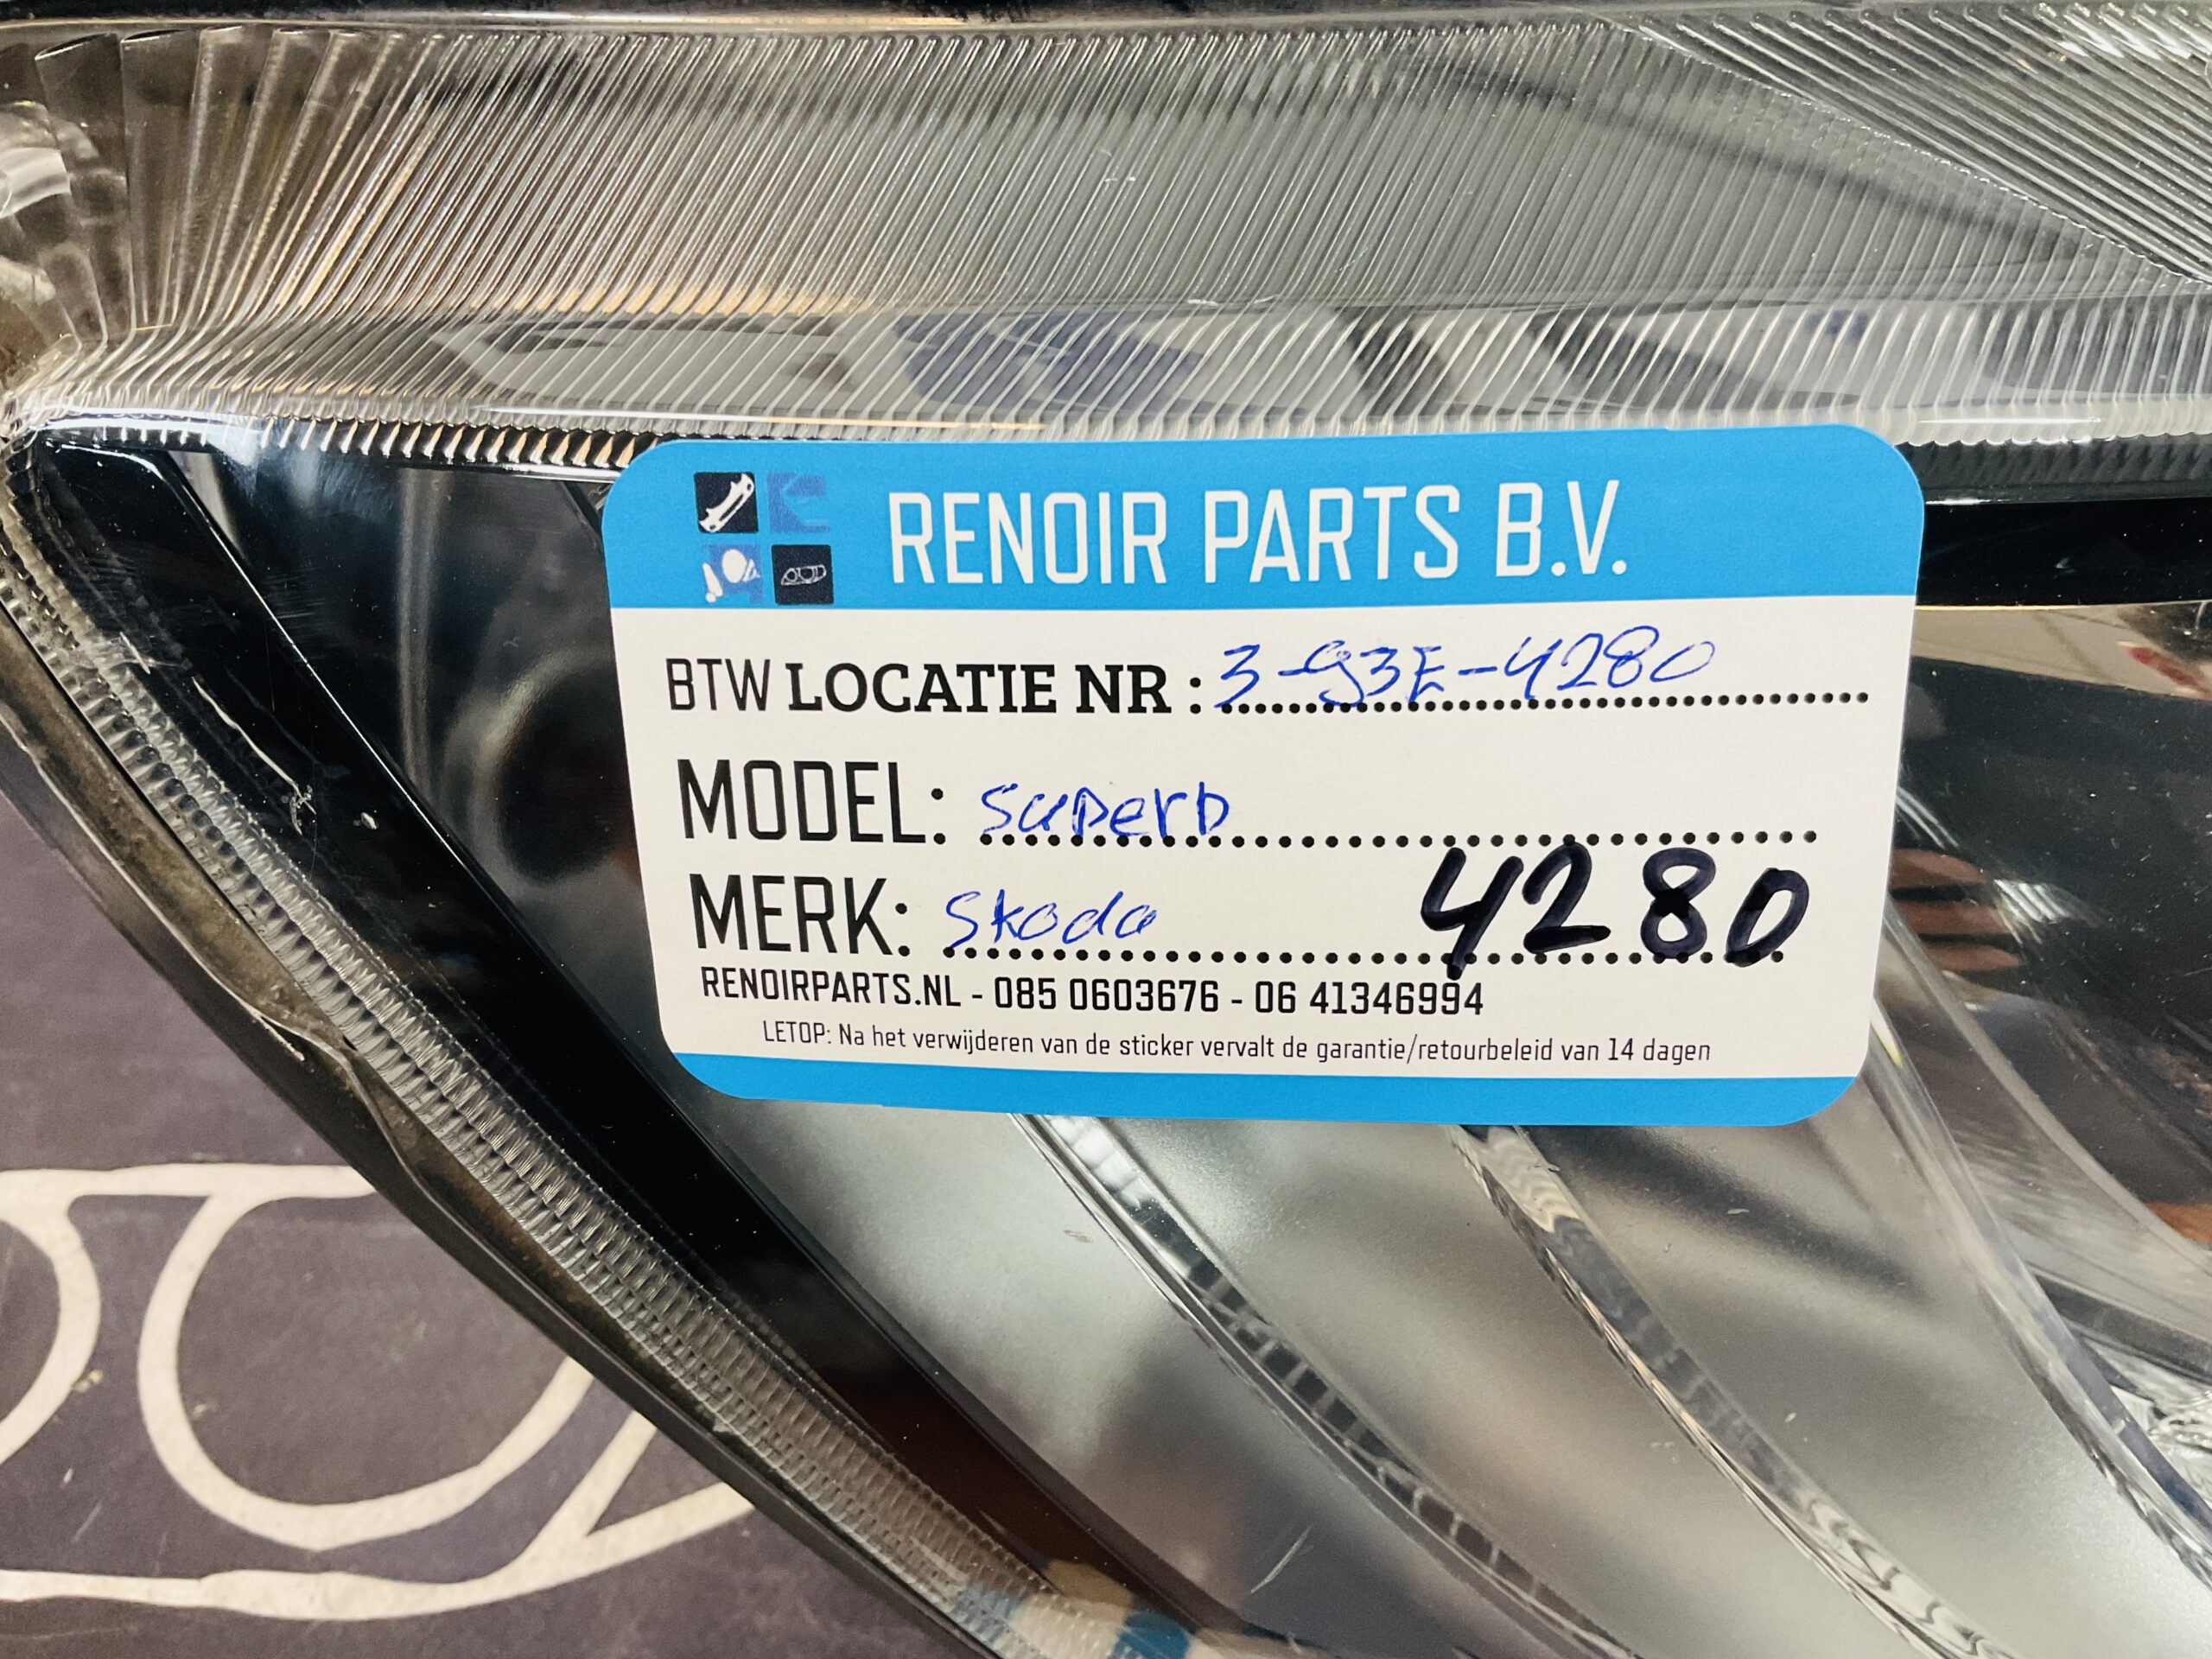 RENOIR PARTS B.V.
BTW LOCATIE NR : 3-93E-4280
MODEL: Superb
MERK: Skoda
4280
RENOIRPARTS.NL - 085 0603676 - 06 41346994
LETOP: Na het verwijderen van de sticker vervalt de garantie/retourbeleid van 14 dagen